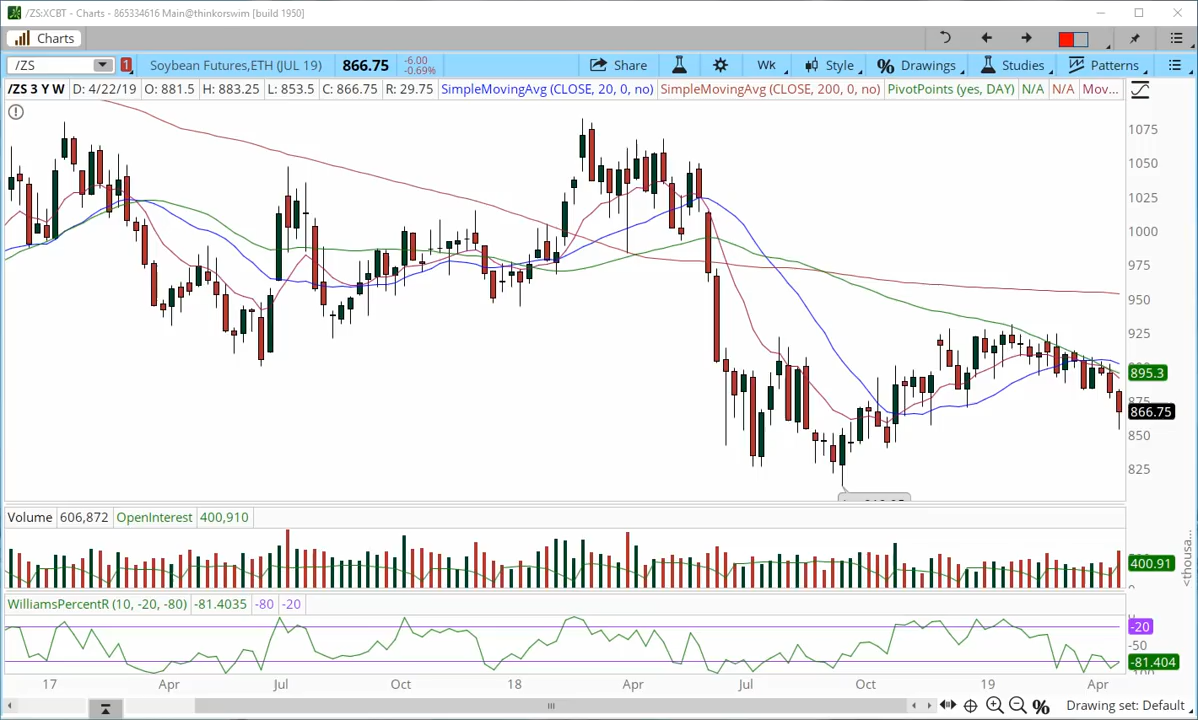 /ZS:XCBT - Charts - 865334616 Main@thinkorswim [build 1950]
Charts
/ZS 1 Soybean Futures,ETH (JUL 19) 866.75 -6.00 -0.69% Share Wk Style Drawings Studies Patterns
/ZS 3 Y W D: 4/22/19 O: 881.5 H: 883.25 L: 853.5 C: 866.75 R: 29.75 SimpleMovingAvg (CLOSE, 20, 0, no) SimpleMovingAvg (CLOSE, 200, 0, no) PivotPoints (yes, DAY) N/A N/A Mov...
1075
1050
1025
1000
975
950
925
895.3
866.75
850
825
Volume 606,872 OpenInterest 400,910
400.91
<thousa...
WilliamsPercentR (10, -20, -80) -81.4035 -80 -20
-20
-50
-81.404
17 Apr Jul Oct 18 Apr Jul Oct 19 Apr
Drawing set: Default